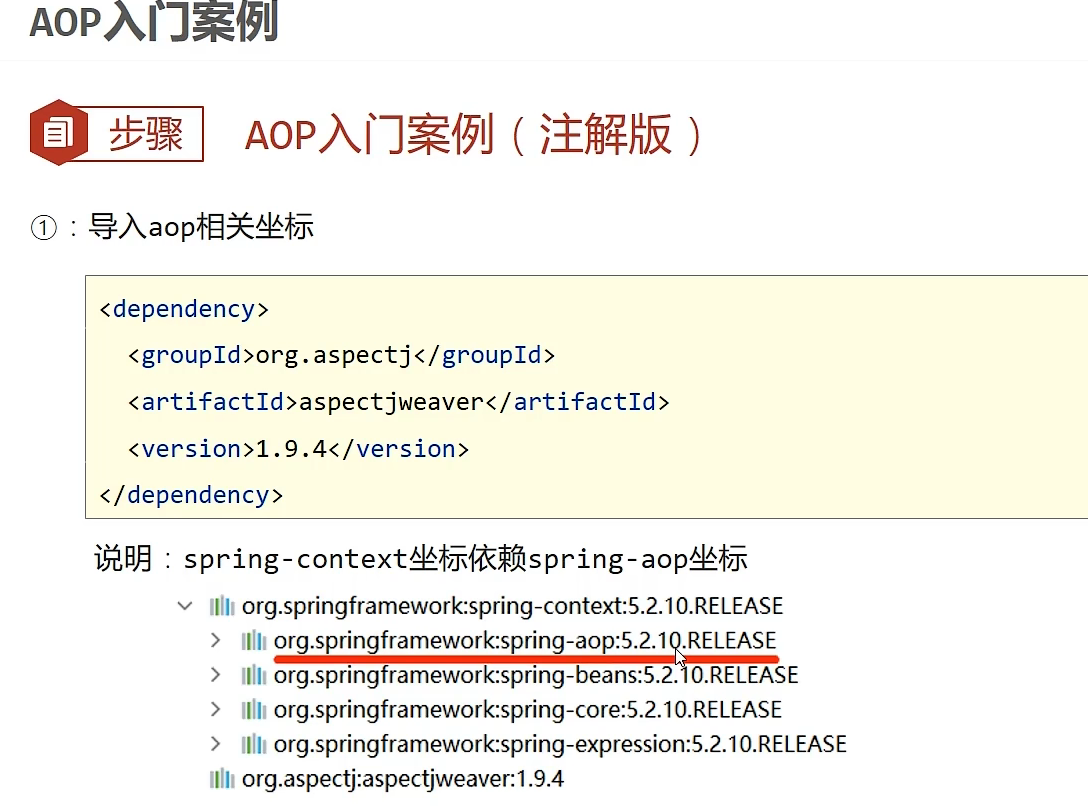 AOP入门案例
步骤
AOP入门案例（注解版）
①：导入aop相关坐标
<dependency>
<groupId>org.aspectj</groupId>
<artifactId>aspectjweaver</artifactId>
<version>1.9.4</version>
</dependency>
说明：spring-context坐标依赖spring-aop坐标
org.springframework:spring-context:5.2.10.RELEASE
org.springframework:spring-aop:5.2.10.RELEASE
org.springframework:spring-beans:5.2.10.RELEASE
org.springframework:spring-core:5.2.10.RELEASE
org.springframework:spring-expression:5.2.10.RELEASE
org.aspectj:aspectjweaver:1.9.4